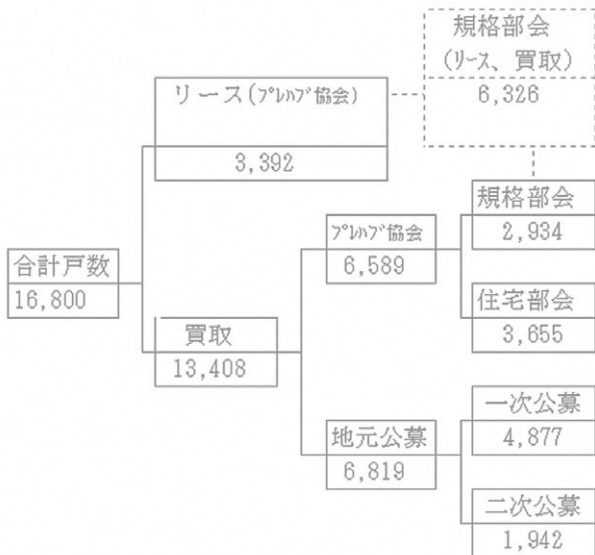 規格部会
(リース、買取)
6,326
リース(プレハブ協会)
3,392
規格部会
2,934
プレハブ協会
6,589
合計戸数
16,800
住宅部会
3,655
買取
13,408
一次公募
4,877
地元公募
6,819
二次公募
1,942